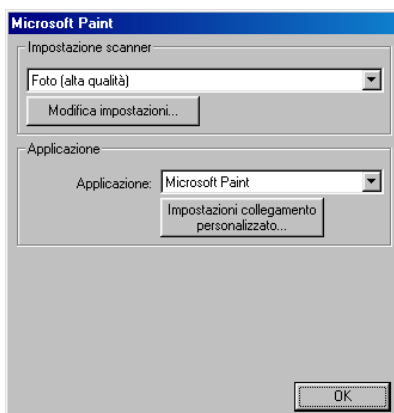 Microsoft Paint
Impostazione scanner
Foto (alta qualità)
Modifica impostazioni...
Applicazione
Applicazione: Microsoft Paint
Impostazioni collegamento
personalizzato...
OK